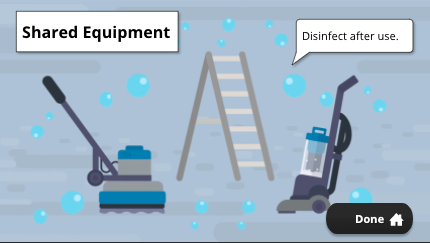 Shared Equipment
Disinfect after use.
Done